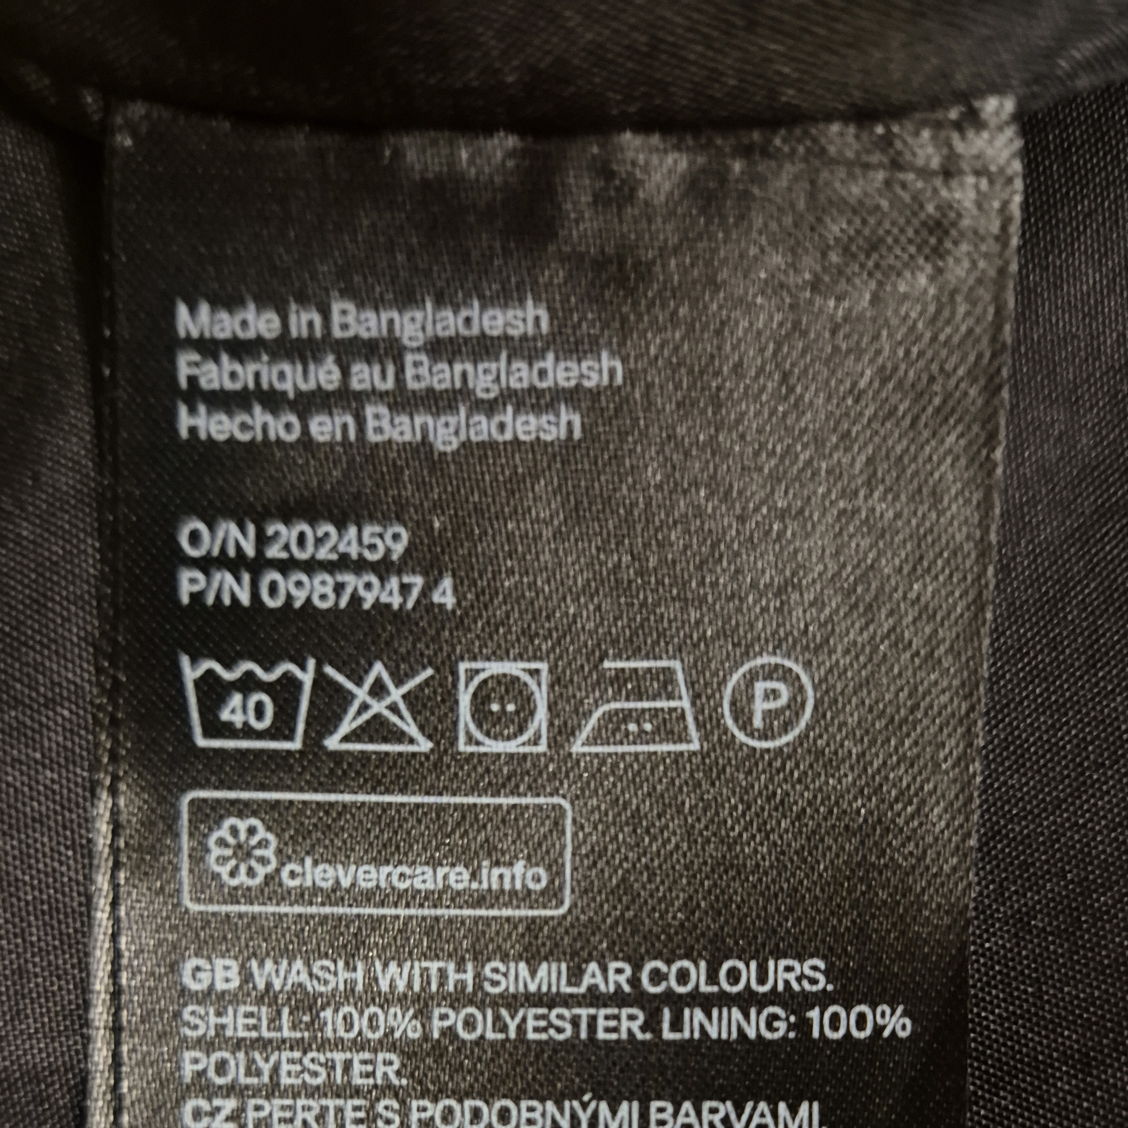 Made in Bangladesh
Fabriqué au Bangladesh
Hecho en Bangladesh
O/N 202459
P/N 0987947 4
40 P
clevercare.info
GB WASH WITH SIMILAR COLOURS.
SHELL: 100% POLYESTER. LINING: 100%
POLYESTER.
CZ PERTE S PODOBNÝMI BARVAMI.